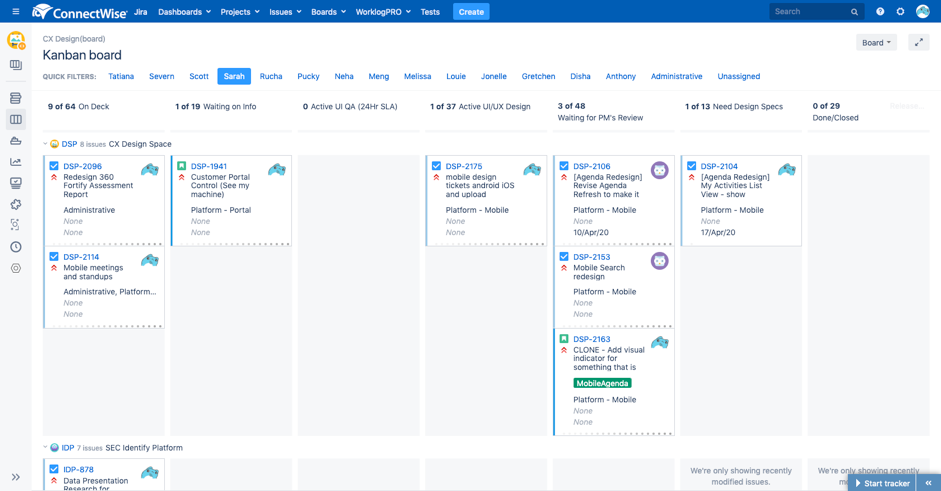 ConnectWise Jira Dashboards Projects Issues Boards WorklogPRO Tests Create Search
CX Design(board)
Kanban board
Board
QUICK FILTERS: Tatiana Severn Scott Sarah Rucha Pucky Neha Meng Melissa Louie Jonelle Gretchen Disha Anthony Administrative Unassigned
9 of 64 On Deck
1 of 19 Waiting on Info
0 Active UI QA (24Hr SLA)
1 of 37 Active UI/UX Design
3 of 48
Waiting for PM's Review
1 of 13 Need Design Specs
0 of 29
Done/Closed
Release...
DSP 8 issues CX Design Space
DSP-2096
Redesign 360
Fortify Assessment
Report
Administrative
None
None
DSP-2114
Mobile meetings
and standups
Administrative, Platform...
None
None
DSP-1941
Customer Portal
Control (See my
machine)
Platform - Portal
None
None
DSP-2175
mobile design
tickets android iOS
and upload
Platform - Mobile
None
None
DSP-2106
[Agenda Redesign]
Revise Agenda
Refresh to make it
Platform - Mobile
None
10/Apr/20
DSP-2153
Mobile Search
redesign
Platform - Mobile
None
None
DSP-2163
CLONE - Add visual
indicator for
something that is
MobileAgenda
Platform - Mobile
None
None
DSP-2104
[Agenda Redesign]
My Activities List
View - show
Platform - Mobile
None
17/Apr/20
IDP 7 issues SEC Identify Platform
IDP-878
Data Presentation
Research for
We're only showing recently
modified issues.
We're only showing recently
modified issues.
Start tracker